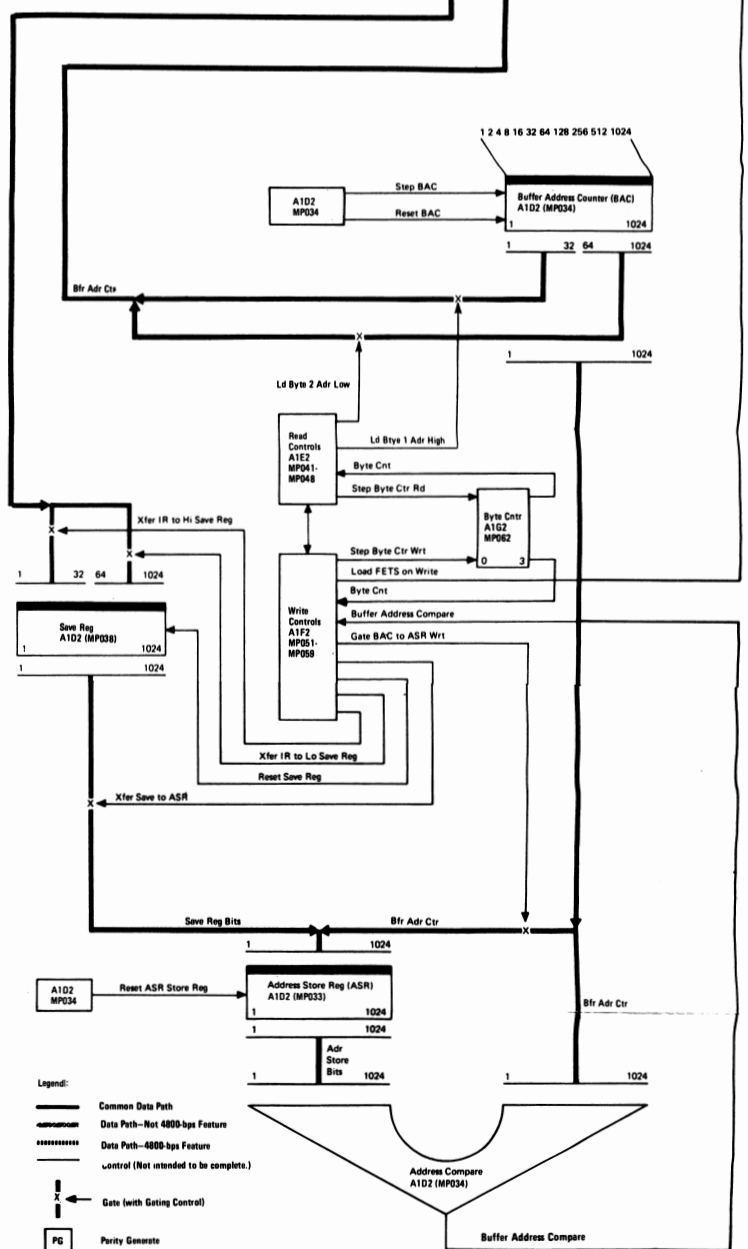 1 2 4 8 16 32 64 128 256 512 1024
A1D2
MP034
Step BAC
Reset BAC
Buffer Address Counter (BAC)
A1D2 (MP034)
1 1024
1 32 64 1024
Bfr Adr Ctr
X
X
1 1024
Ld Byte 2 Adr Low
Read
Controls
A1E2
MP041-
MP048
Ld Btye 1 Adr High
Byte Cnt
Step Byte Ctr Rd
Byte Cntr
A1G2
MP062
0 3
Xfer IR to Hi Save Reg
X
X
1 32 64 1024
Step Byte Ctr Wrt
Load FETS on Write
Byte Cnt
Buffer Address Compare
Gate BAC to ASR Wrt
Write
Controls
A1F2
MP051-
MP059
Save Reg
A1D2 (MP038)
1 1024
1 1024
Xfer IR to Lo Save Reg
Reset Save Reg
X
Xfer Save to ASR
Save Reg Bits
Bfr Adr Ctr
X
1 1024
A1D2
MP034
Reset ASR Store Reg
Address Store Reg (ASR)
A1D2 (MP033)
1 1024
1 1024
Bfr Adr Ctr
Adr
Store
Bits
1 1024
1 1024
Legend:
Common Data Path
Data Path—Not 4800-bps Feature
Data Path—4800-bps Feature
Control (Not intended to be complete.)
X
Gate (with Gating Control)
PG
Parity Generate
Address Compare
A1D2 (MP034)
Buffer Address Compare